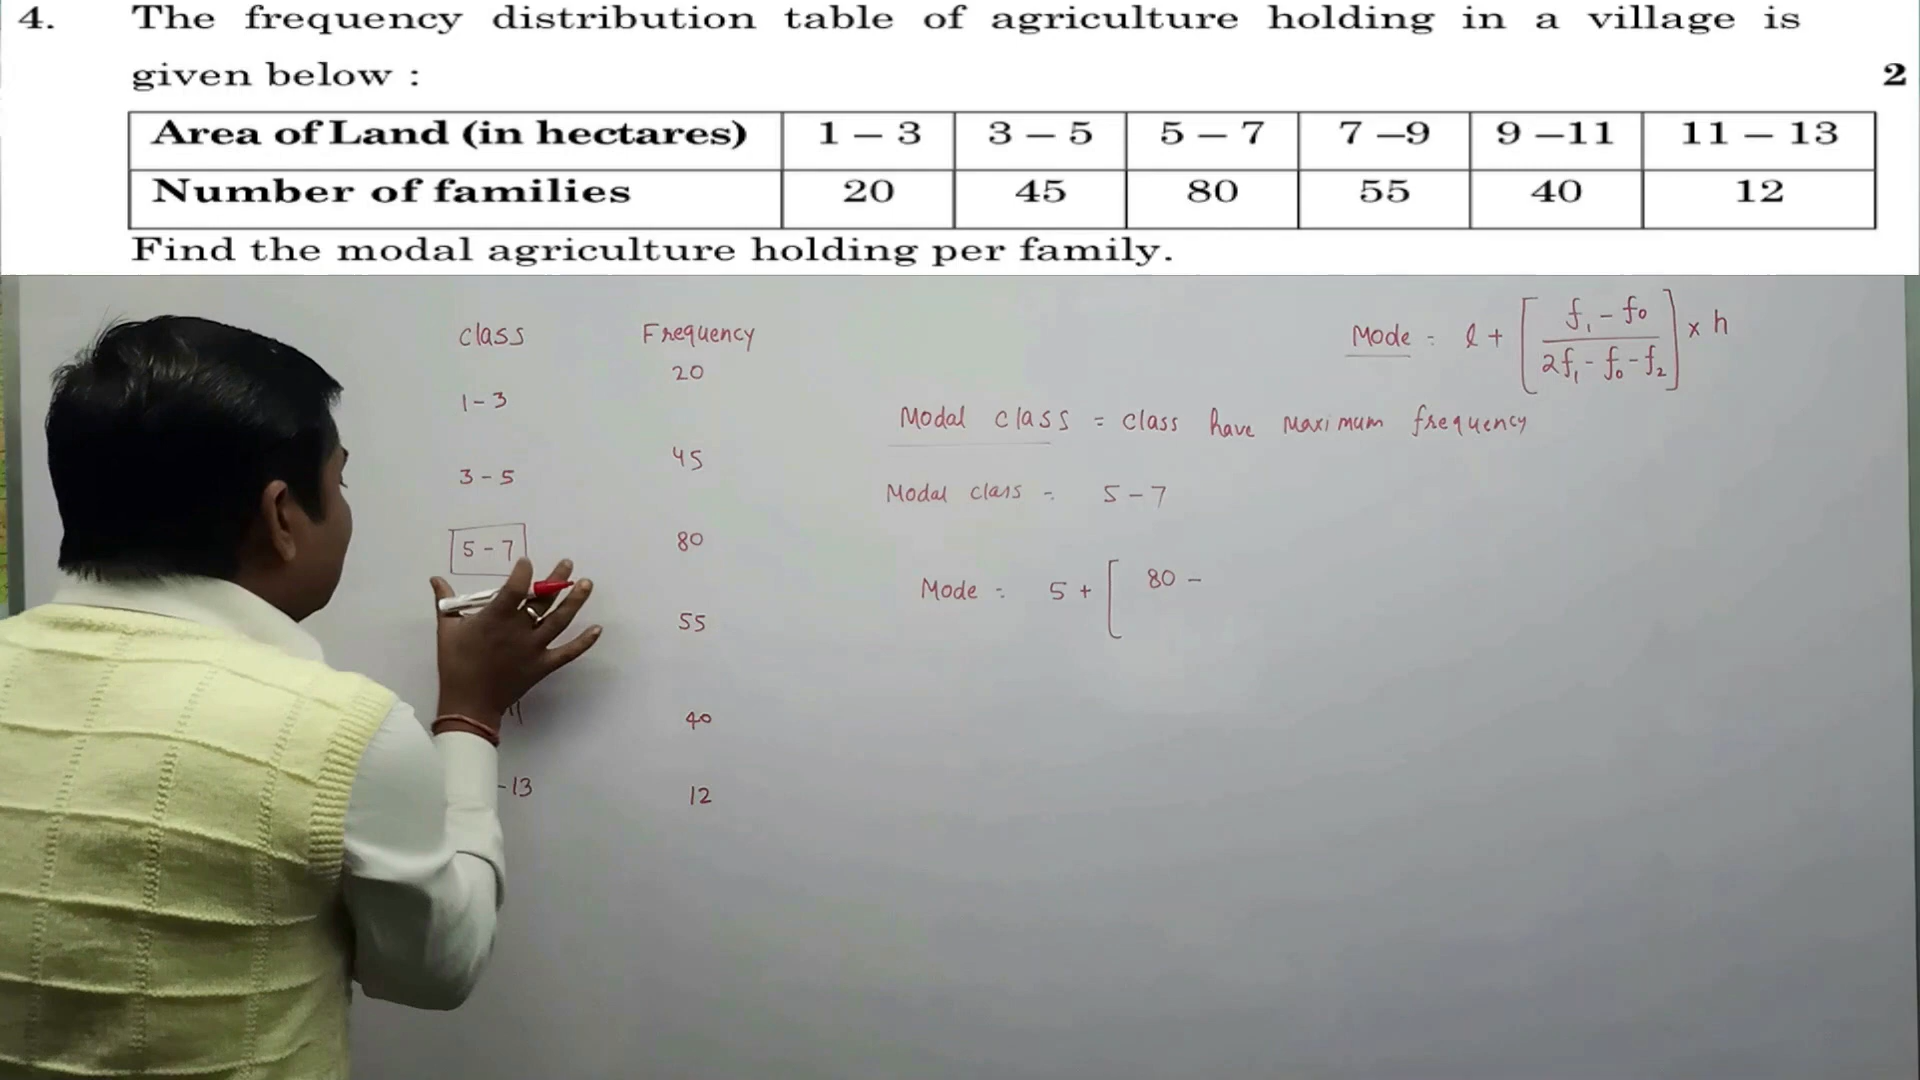 4. The frequency distribution table of agriculture holding in a village is
given below : 2
Area of Land (in hectares) 1 – 3 3 – 5 5 – 7 7 –9 9 –11 11 – 13
Number of families 20 45 80 55 40 12
Find the modal agriculture holding per family.
class Frequency
1 - 3 20
3 - 5 45
5 - 7 80
55
40
-13 12
Mode = l + [ f₁ - f₀ / 2f₁ - f₀ - f₂ ] x h
Modal class = class have maximum frequency
Modal class = 5 - 7
Mode = 5 + [ 80 -